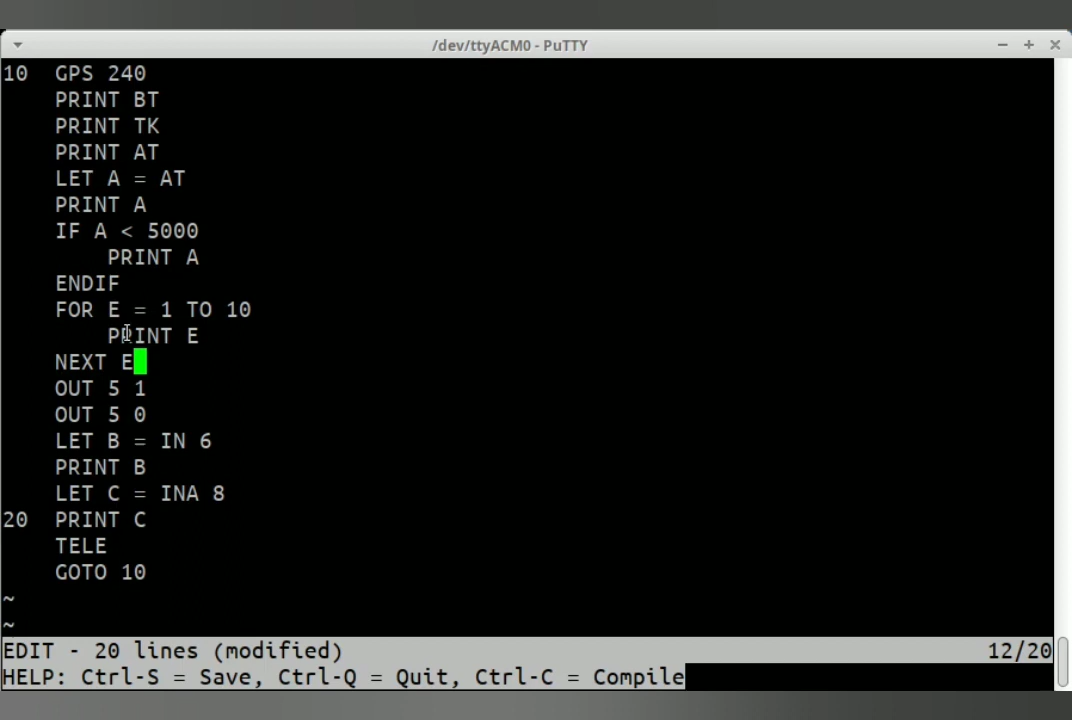 /dev/ttyACM0 - PuTTY
10 GPS 240
PRINT BT
PRINT TK
PRINT AT
LET A = AT
PRINT A
IF A < 5000
PRINT A
ENDIF
FOR E = 1 TO 10
PRINT E
NEXT E
OUT 5 1
OUT 5 0
LET B = IN 6
PRINT B
LET C = INA 8
20 PRINT C
TELE
GOTO 10
~
~
EDIT - 20 lines (modified) 12/20
HELP: Ctrl-S = Save, Ctrl-Q = Quit, Ctrl-C = Compile